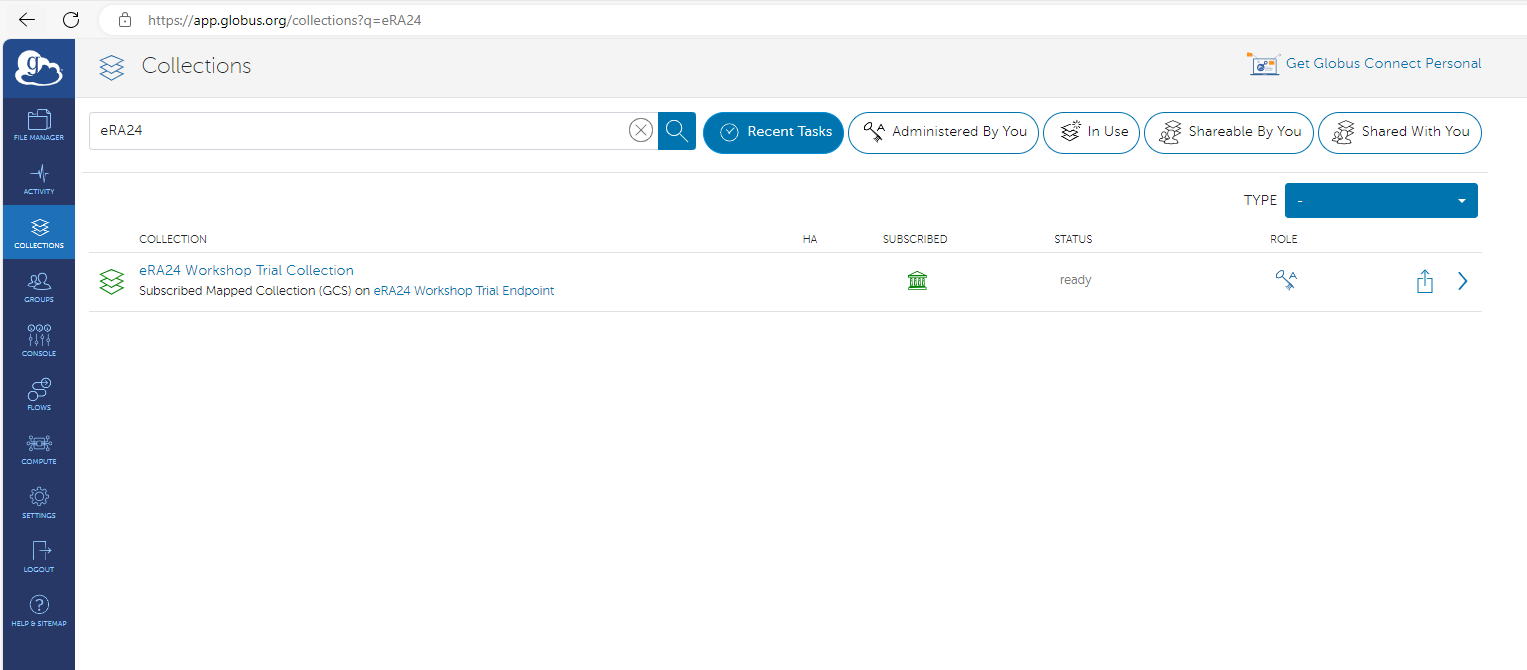 https://app.globus.org/collections?q=eRA24
g
Collections
Get Globus Connect Personal
eRA24
Recent Tasks
Administered By You
In Use
Shareable By You
Shared With You
TYPE
-
COLLECTION HA SUBSCRIBED STATUS ROLE
eRA24 Workshop Trial Collection
Subscribed Mapped Collection (GCS) on eRA24 Workshop Trial Endpoint
ready
FILE MANAGER
ACTIVITY
COLLECTIONS
GROUPS
CONSOLE
FLOWS
COMPUTE
SETTINGS
LOGOUT
HELP & SITEMAP